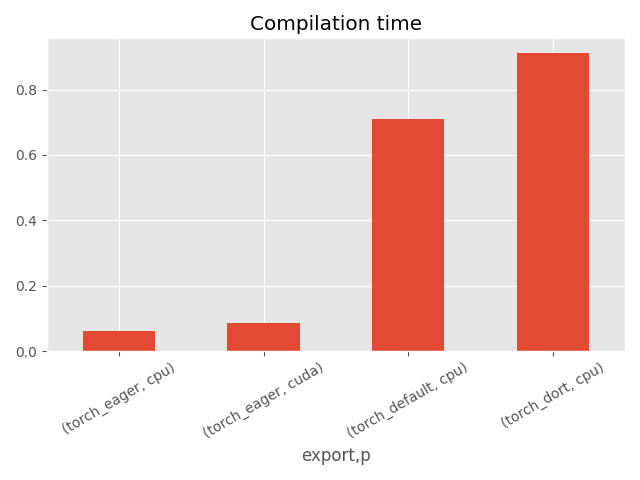 Compilation time
0.8
0.6
0.4
0.2
0.0
(torch_eager, cpu)
(torch_eager, cuda)
(torch_default, cpu)
(torch_dort, cpu)
export,p